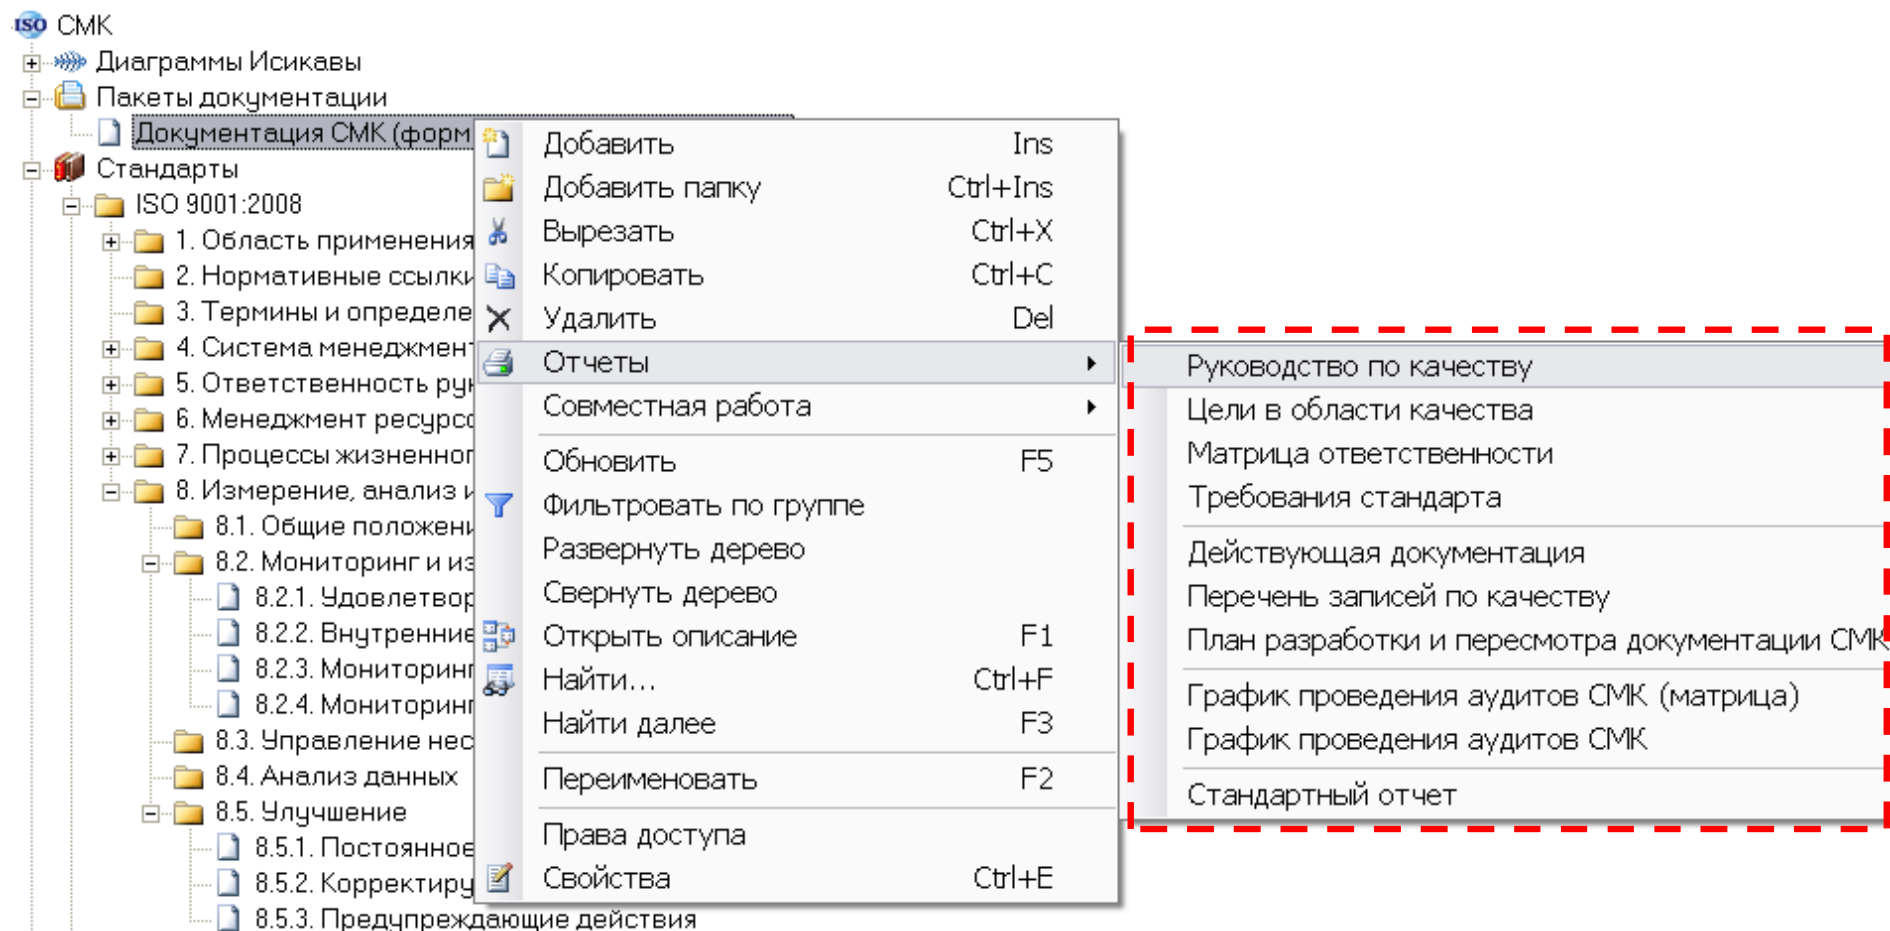 ISO СМК
Диаграммы Исикавы
Пакеты документации
Документация СМК (форм
Стандарты
ISO 9001:2008
1. Область применения
2. Нормативные ссылки
3. Термины и определе
4. Система менеджмент
5. Ответственность рук
6. Менеджмент ресурсо
7. Процессы жизненног
8. Измерение, анализ и
8.1. Общие положени
8.2. Мониторинг и из
8.2.1. Удовлетвор
8.2.2. Внутренние
8.2.3. Мониторинг
8.2.4. Мониторинг
8.3. Управление нес
8.4. Анализ данных
8.5. Улучшение
8.5.1. Постоянное
8.5.2. Корректиру
8.5.3. Предупреждающие действия
Добавить Ins
Добавить папку Ctrl+Ins
Вырезать Ctrl+X
Копировать Ctrl+C
Удалить Del
Отчеты
Совместная работа
Обновить F5
Фильтровать по группе
Развернуть дерево
Свернуть дерево
Открыть описание F1
Найти... Ctrl+F
Найти далее F3
Переименовать F2
Права доступа
Свойства Ctrl+E
Руководство по качеству
Цели в области качества
Матрица ответственности
Требования стандарта
Действующая документация
Перечень записей по качеству
План разработки и пересмотра документации СМК
График проведения аудитов СМК (матрица)
График проведения аудитов СМК
Стандартный отчет